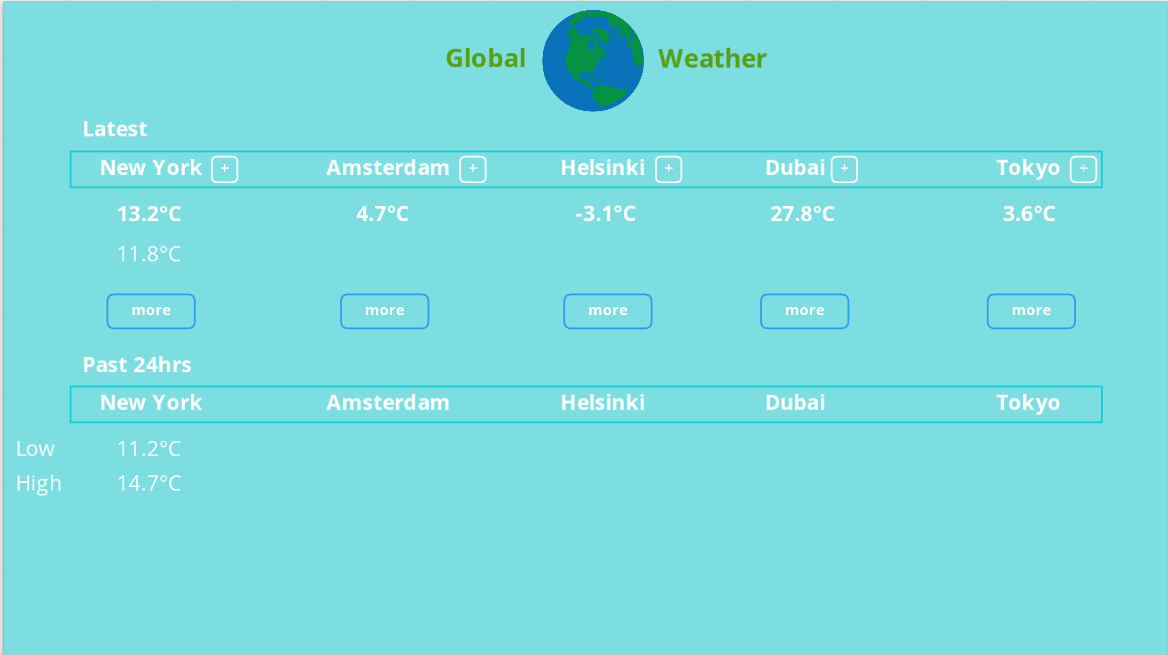 Global Weather
Latest
New York + Amsterdam + Helsinki + Dubai + Tokyo +
13.2°C 4.7°C -3.1°C 27.8°C 3.6°C
11.8°C
more more more more more
Past 24hrs
New York Amsterdam Helsinki Dubai Tokyo
Low 11.2°C
High 14.7°C